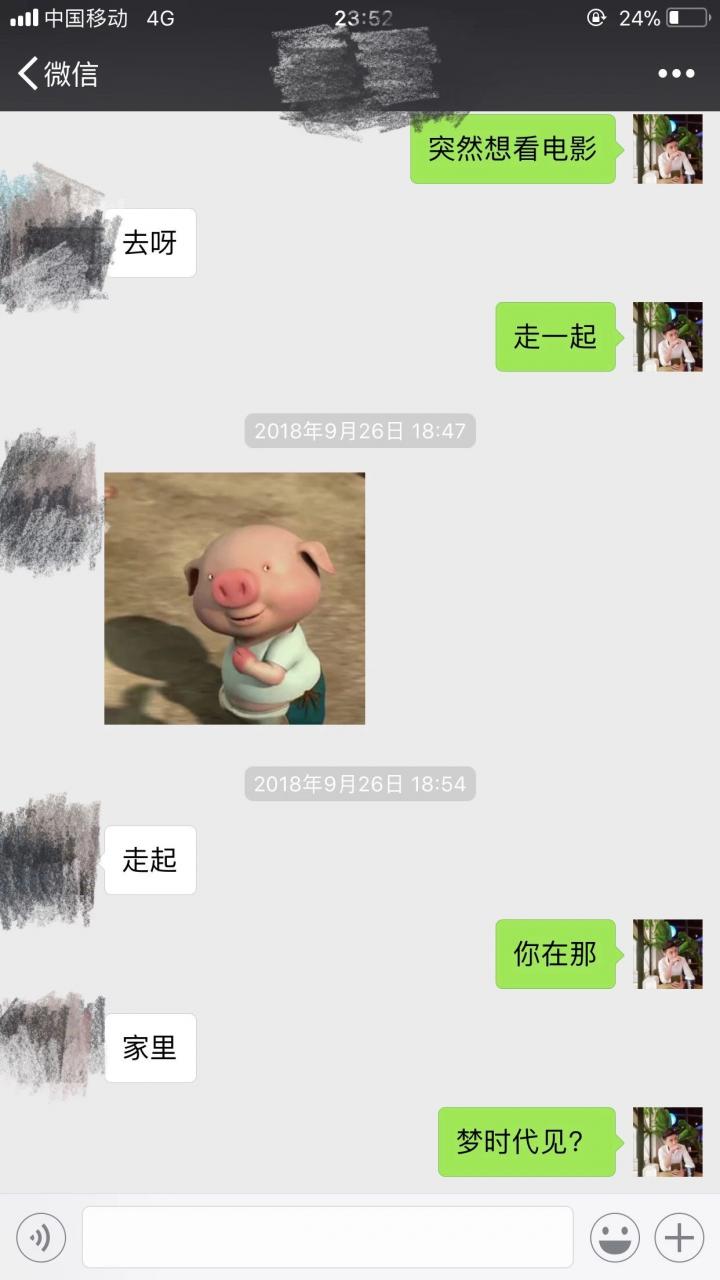 中国移动 4G 23:52 24%
微信
突然想看电影
去呀
走一起
2018年9月26日 18:47
2018年9月26日 18:54
走起
你在那
家里
梦时代见?